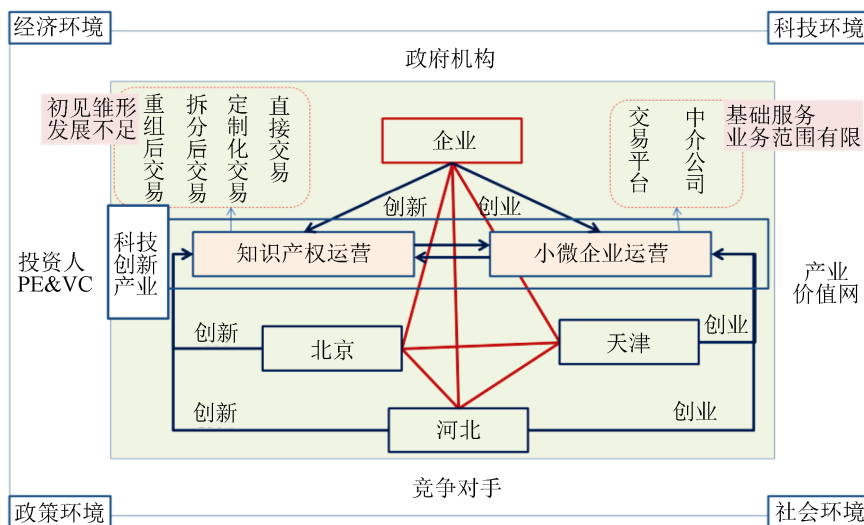 经济环境
科技环境
政府机构
初见雏形
发展不足
重组后交易
拆分后交易
定制化交易
直接交易
企业
交易平台
中介公司
基础服务
业务范围有限
创新
创业
投资人
PE&VC
科技
创新
产业
知识产权运营
小微企业运营
产业
价值网
创新
北京
天津
创业
创新
河北
创业
竞争对手
政策环境
社会环境